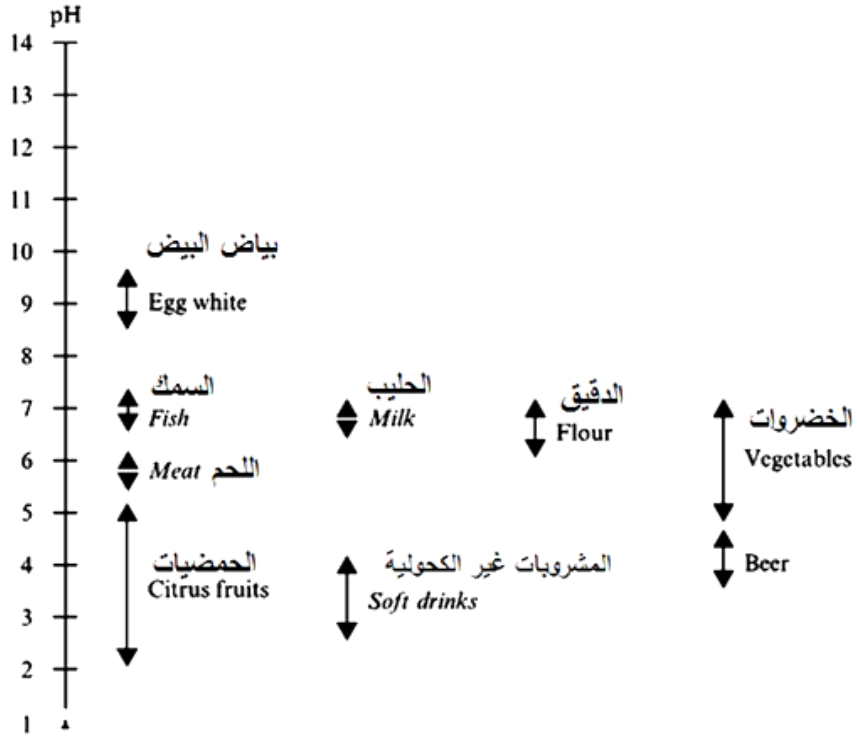 pH
14
13
12
11
10
9
8
7
6
5
4
3
2
1
بياض البيض
Egg white
السمك
Fish
Meat اللحم
الحمضيات
Citrus fruits
الحليب
Milk
المشروبات غير الكحولية
Soft drinks
الدقيق
Flour
الخضروات
Vegetables
Beer